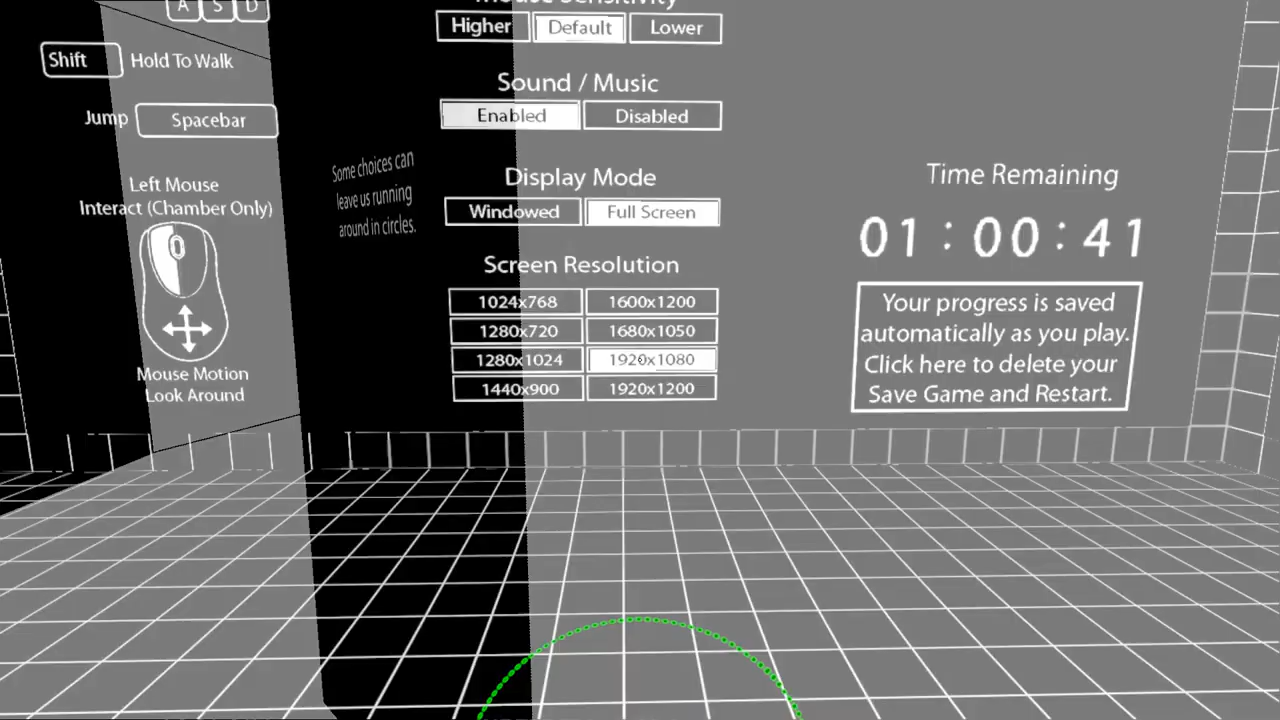 A S D
Shift Hold To Walk
Jump Spacebar
Left Mouse
Interact (Chamber Only)
Mouse Motion
Look Around
Some choices can
leave us running
around in circles.
Mouse Sensitivity
Higher Default Lower
Sound / Music
Enabled Disabled
Display Mode
Windowed Full Screen
Screen Resolution
1024x768 1600x1200
1280x720 1680x1050
1280x1024 1920x1080
1440x900 1920x1200
Time Remaining
01 : 00 : 41
Your progress is saved
automatically as you play.
Click here to delete your
Save Game and Restart.